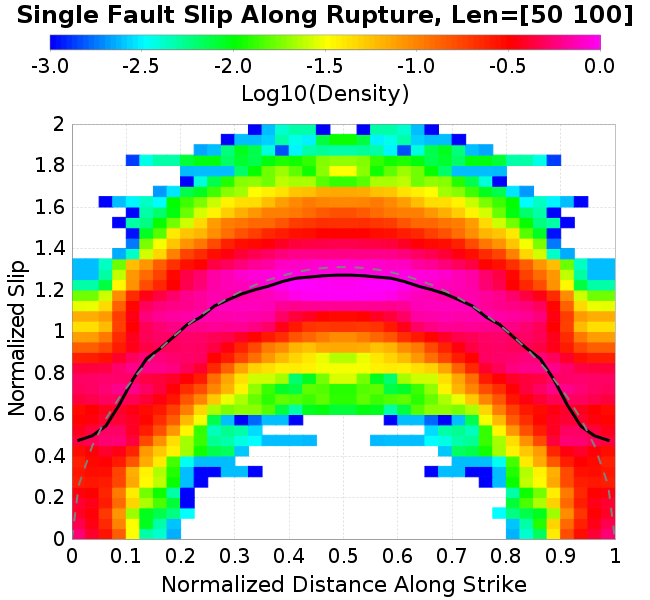 Single Fault Slip Along Rupture, Len=[50 100]
-3.0 -2.5 -2.0 -1.5 -1.0 -0.5 0.0
Log10(Density)
2
1.8
1.6
1.4
1.2
1
0.8
0.6
0.4
0.2
0
Normalized Slip
0 0.1 0.2 0.3 0.4 0.5 0.6 0.7 0.8 0.9 1
Normalized Distance Along Strike